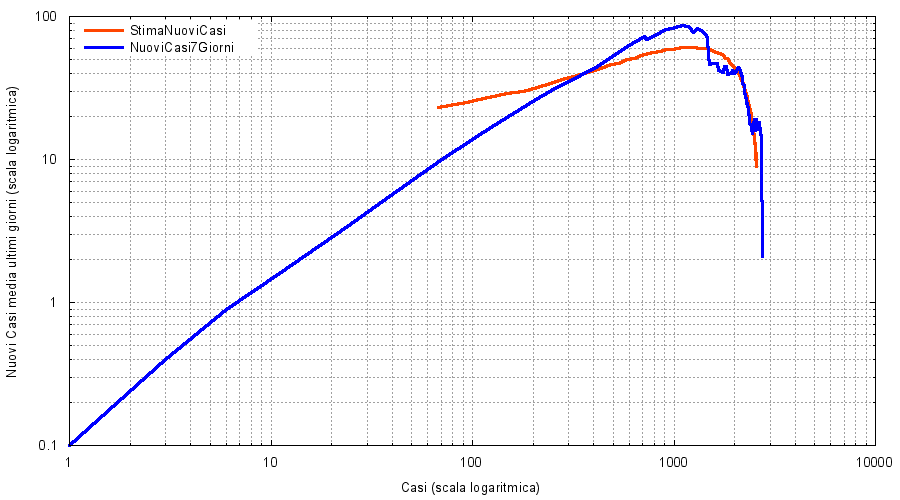 100
StimaNuoviCasi
NuoviCasi7Giorni
10
1
0.1
Nuovi Casi media ultimi giorni (scala logaritmica)
1 10 100 1000 10000
Casi (scala logaritmica)